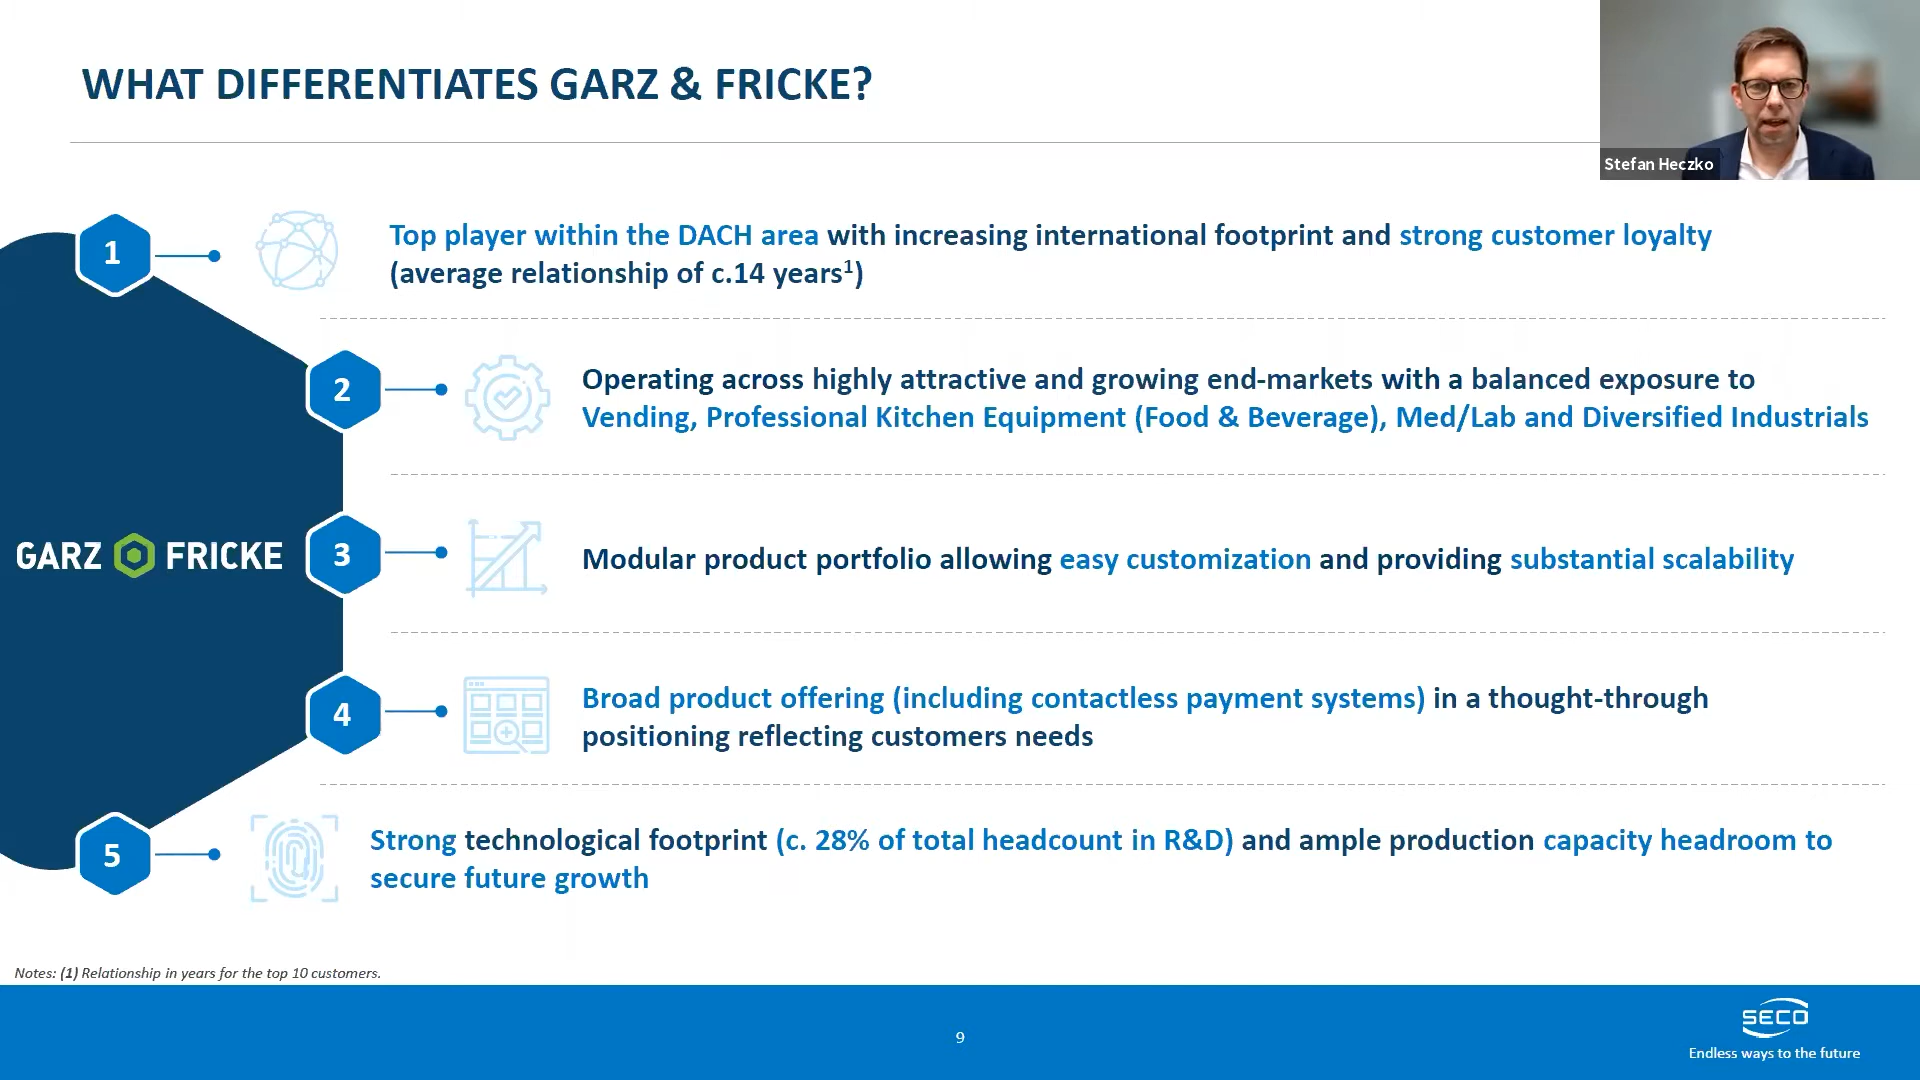 WHAT DIFFERENTIATES GARZ & FRICKE?
Stefan Heczko
1
Top player within the DACH area with increasing international footprint and strong customer loyalty
(average relationship of c.14 years¹)
2
Operating across highly attractive and growing end-markets with a balanced exposure to
Vending, Professional Kitchen Equipment (Food & Beverage), Med/Lab and Diversified Industrials
GARZ FRICKE
3
Modular product portfolio allowing easy customization and providing substantial scalability
4
Broad product offering (including contactless payment systems) in a thought-through
positioning reflecting customers needs
5
Strong technological footprint (c. 28% of total headcount in R&D) and ample production capacity headroom to
secure future growth
Notes: (1) Relationship in years for the top 10 customers.
9
SECO
Endless ways to the future